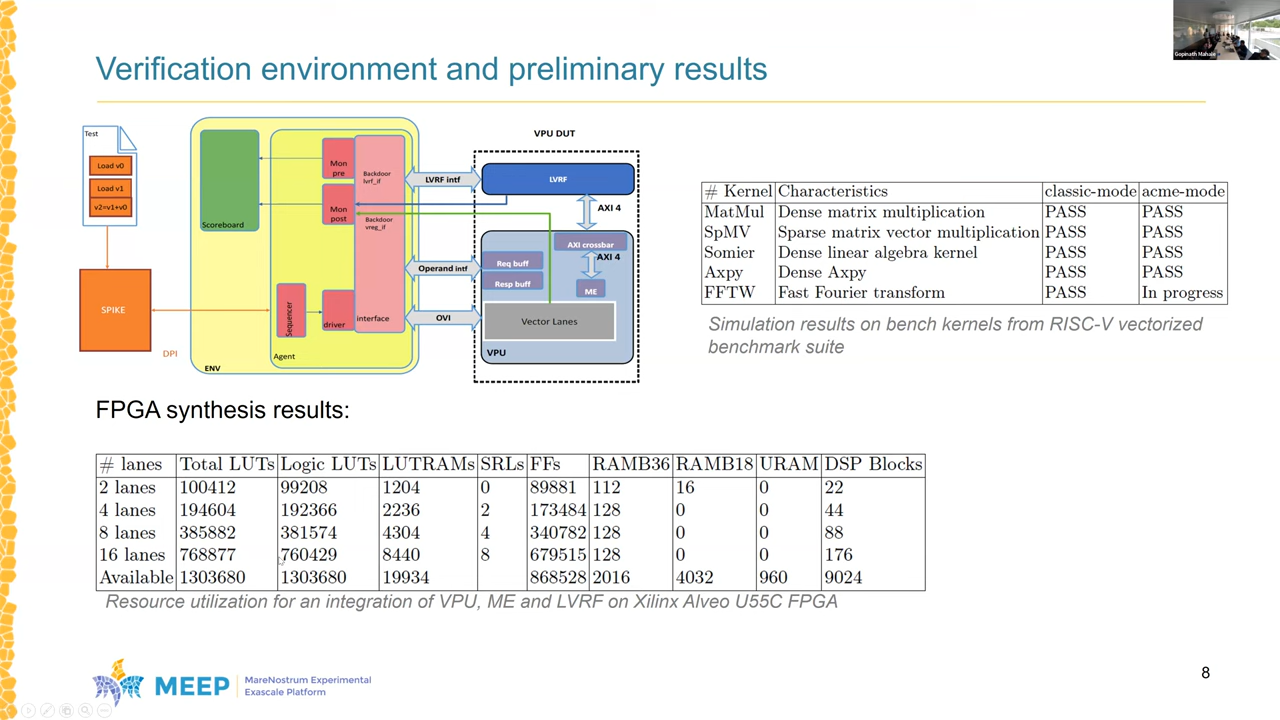 Gopinath Mahale
Verification environment and preliminary results
Test
Load v0
Load v1
v2=v1+v0
SPIKE
DPI
Scoreboard
Mon
pre
Mon
post
Backdoor
lvrf_if
Backdoor
vreg_if
Sequencer
driver
interface
Agent
ENV
LVRF intf
Operand intf
OVI
VPU DUT
LVRF
AXI 4
AXI crossbar
AXI 4
Req buff
Resp buff
ME
Vector Lanes
VPU
# Kernel Characteristics classic-mode acme-mode
MatMul Dense matrix multiplication PASS PASS
SpMV Sparse matrix vector multiplication PASS PASS
Somier Dense linear algebra kernel PASS PASS
Axpy Dense Axpy PASS PASS
FFTW Fast Fourier transform PASS In progress
Simulation results on bench kernels from RISC-V vectorized
benchmark suite
FPGA synthesis results:
# lanes Total LUTs Logic LUTs LUTRAMs SRLs FFs RAMB36 RAMB18 URAM DSP Blocks
2 lanes 100412 99208 1204 0 89881 112 16 0 22
4 lanes 194604 192366 2236 2 173484 128 0 0 44
8 lanes 385882 381574 4304 4 340782 128 0 0 88
16 lanes 768877 760429 8440 8 679515 128 0 0 176
Available 1303680 1303680 19934 868528 2016 4032 960 9024
Resource utilization for an integration of VPU, ME and LVRF on Xilinx Alveo U55C FPGA
MEEP
MareNostrum Experimental
Exascale Platform
8